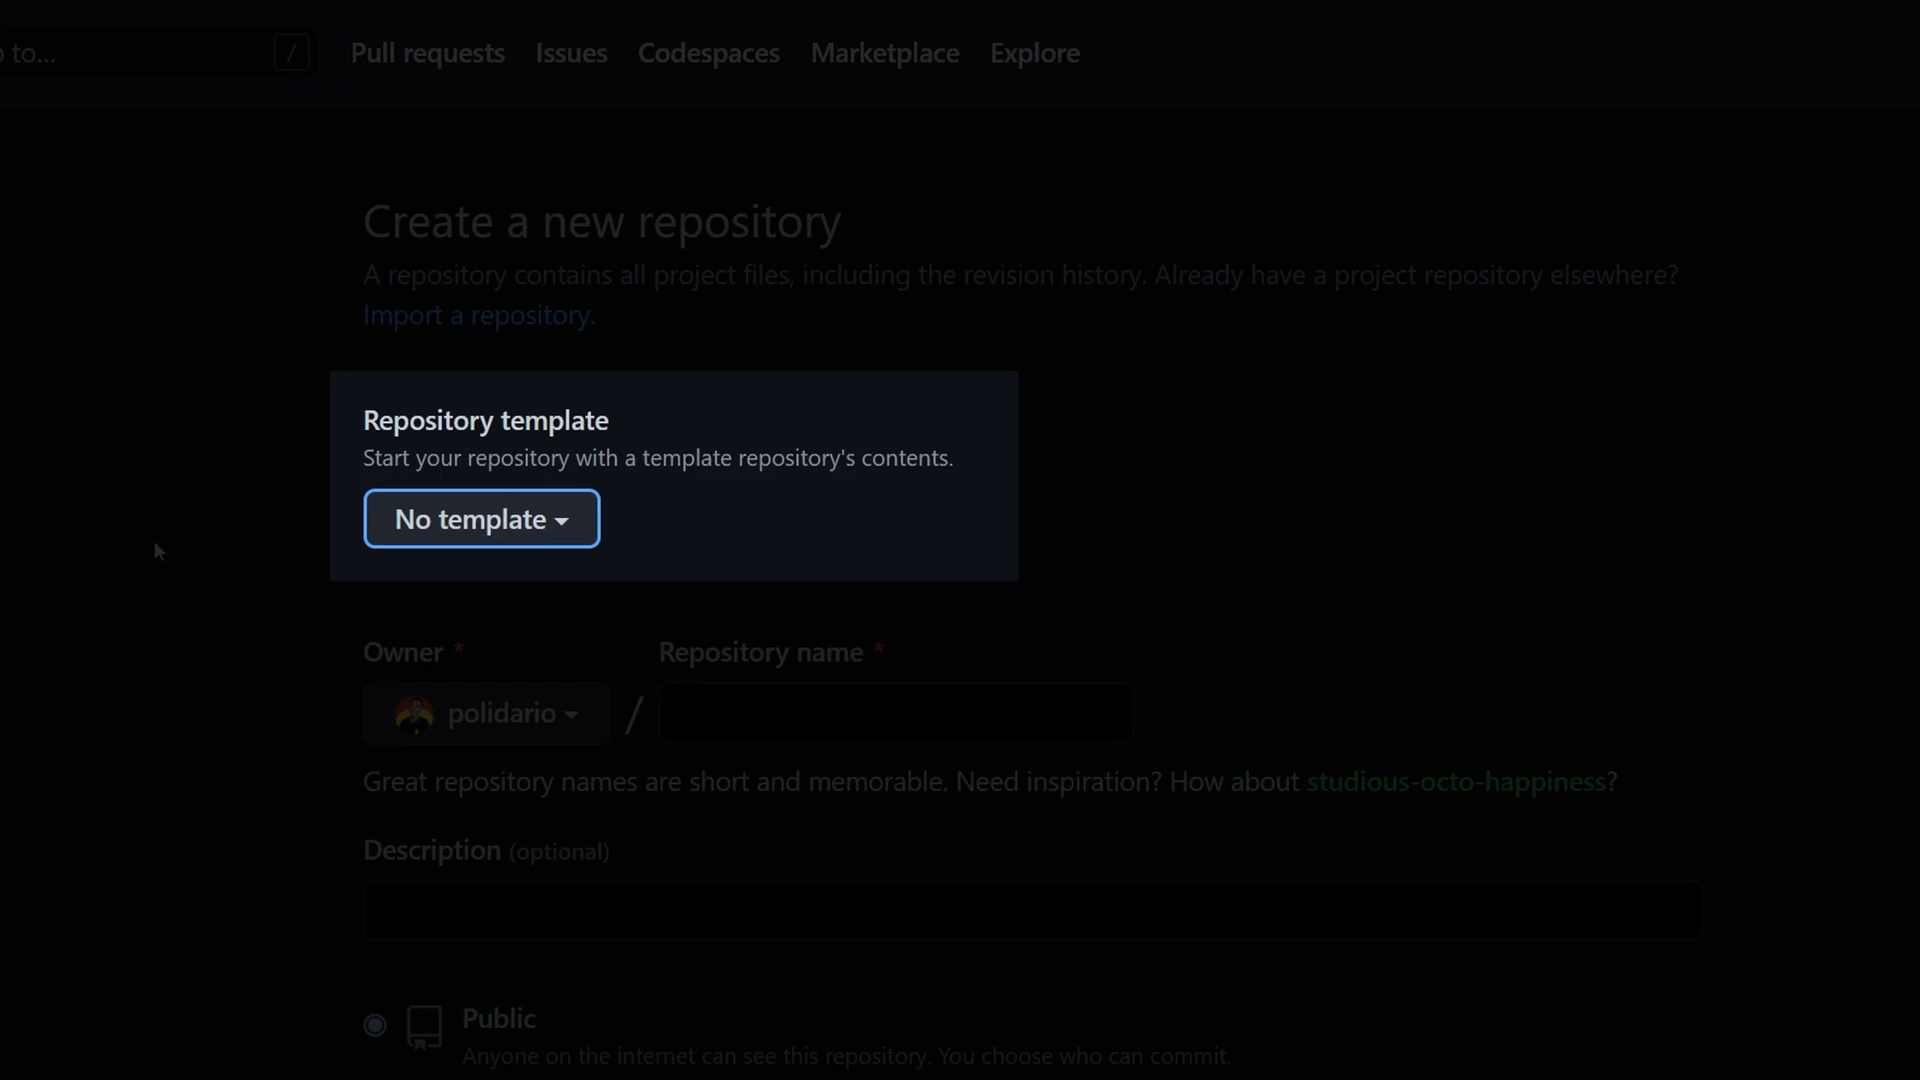 to...
/
Pull requests
Issues
Codespaces
Marketplace
Explore
Create a new repository
A repository contains all project files, including the revision history. Already have a project repository elsewhere?
Import a repository.
Repository template
Start your repository with a template repository's contents.
No template
Owner *
Repository name *
polidario
/
Great repository names are short and memorable. Need inspiration? How about studious-octo-happiness?
Description (optional)
Public
Anyone on the internet can see this repository. You choose who can commit.